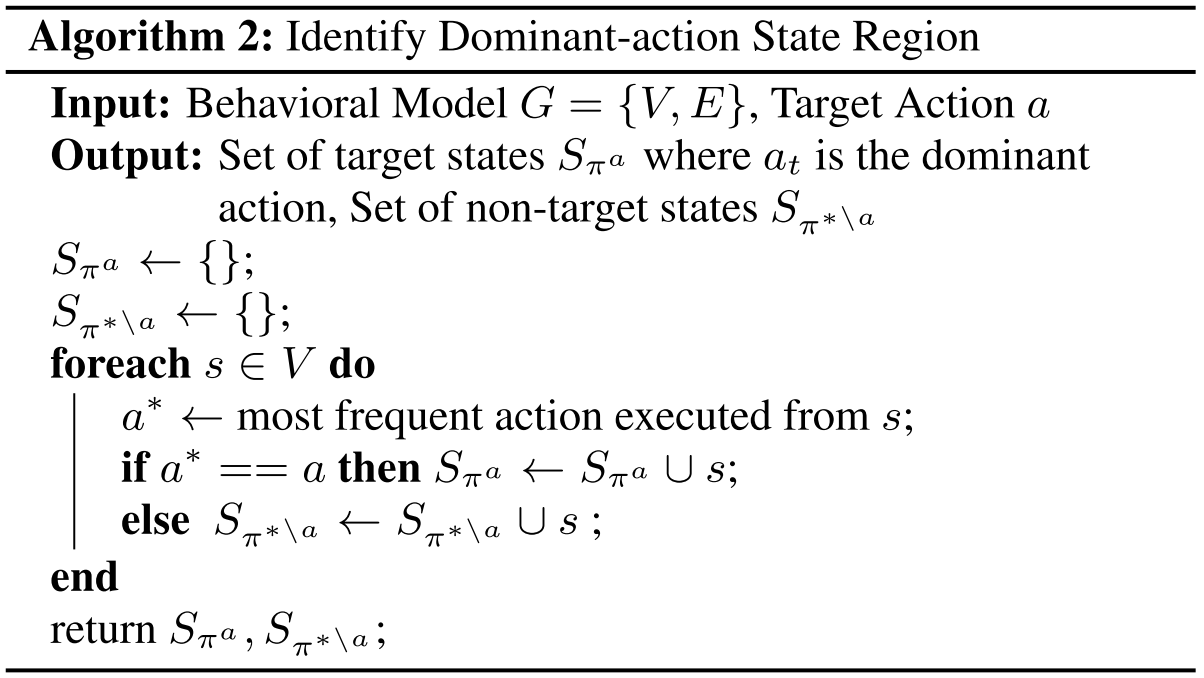 Algorithm 2: Identify Dominant-action State Region
Input: Behavioral Model $G = \{V, E\}$, Target Action $a$
Output: Set of target states $S_{\pi^a}$ where $a_t$ is the dominant
action, Set of non-target states $S_{\pi^{*\setminus a}}$
$S_{\pi^a} \leftarrow \{\};$
$S_{\pi^{*\setminus a}} \leftarrow \{\};$
foreach $s \in V$ do
$a^* \leftarrow$ most frequent action executed from $s$;
if $a^* == a$ then $S_{\pi^a} \leftarrow S_{\pi^a} \cup s$;
else $S_{\pi^{*\setminus a}} \leftarrow S_{\pi^{*\setminus a}} \cup s$ ;
end
return $S_{\pi^a}, S_{\pi^{*\setminus a}}$;